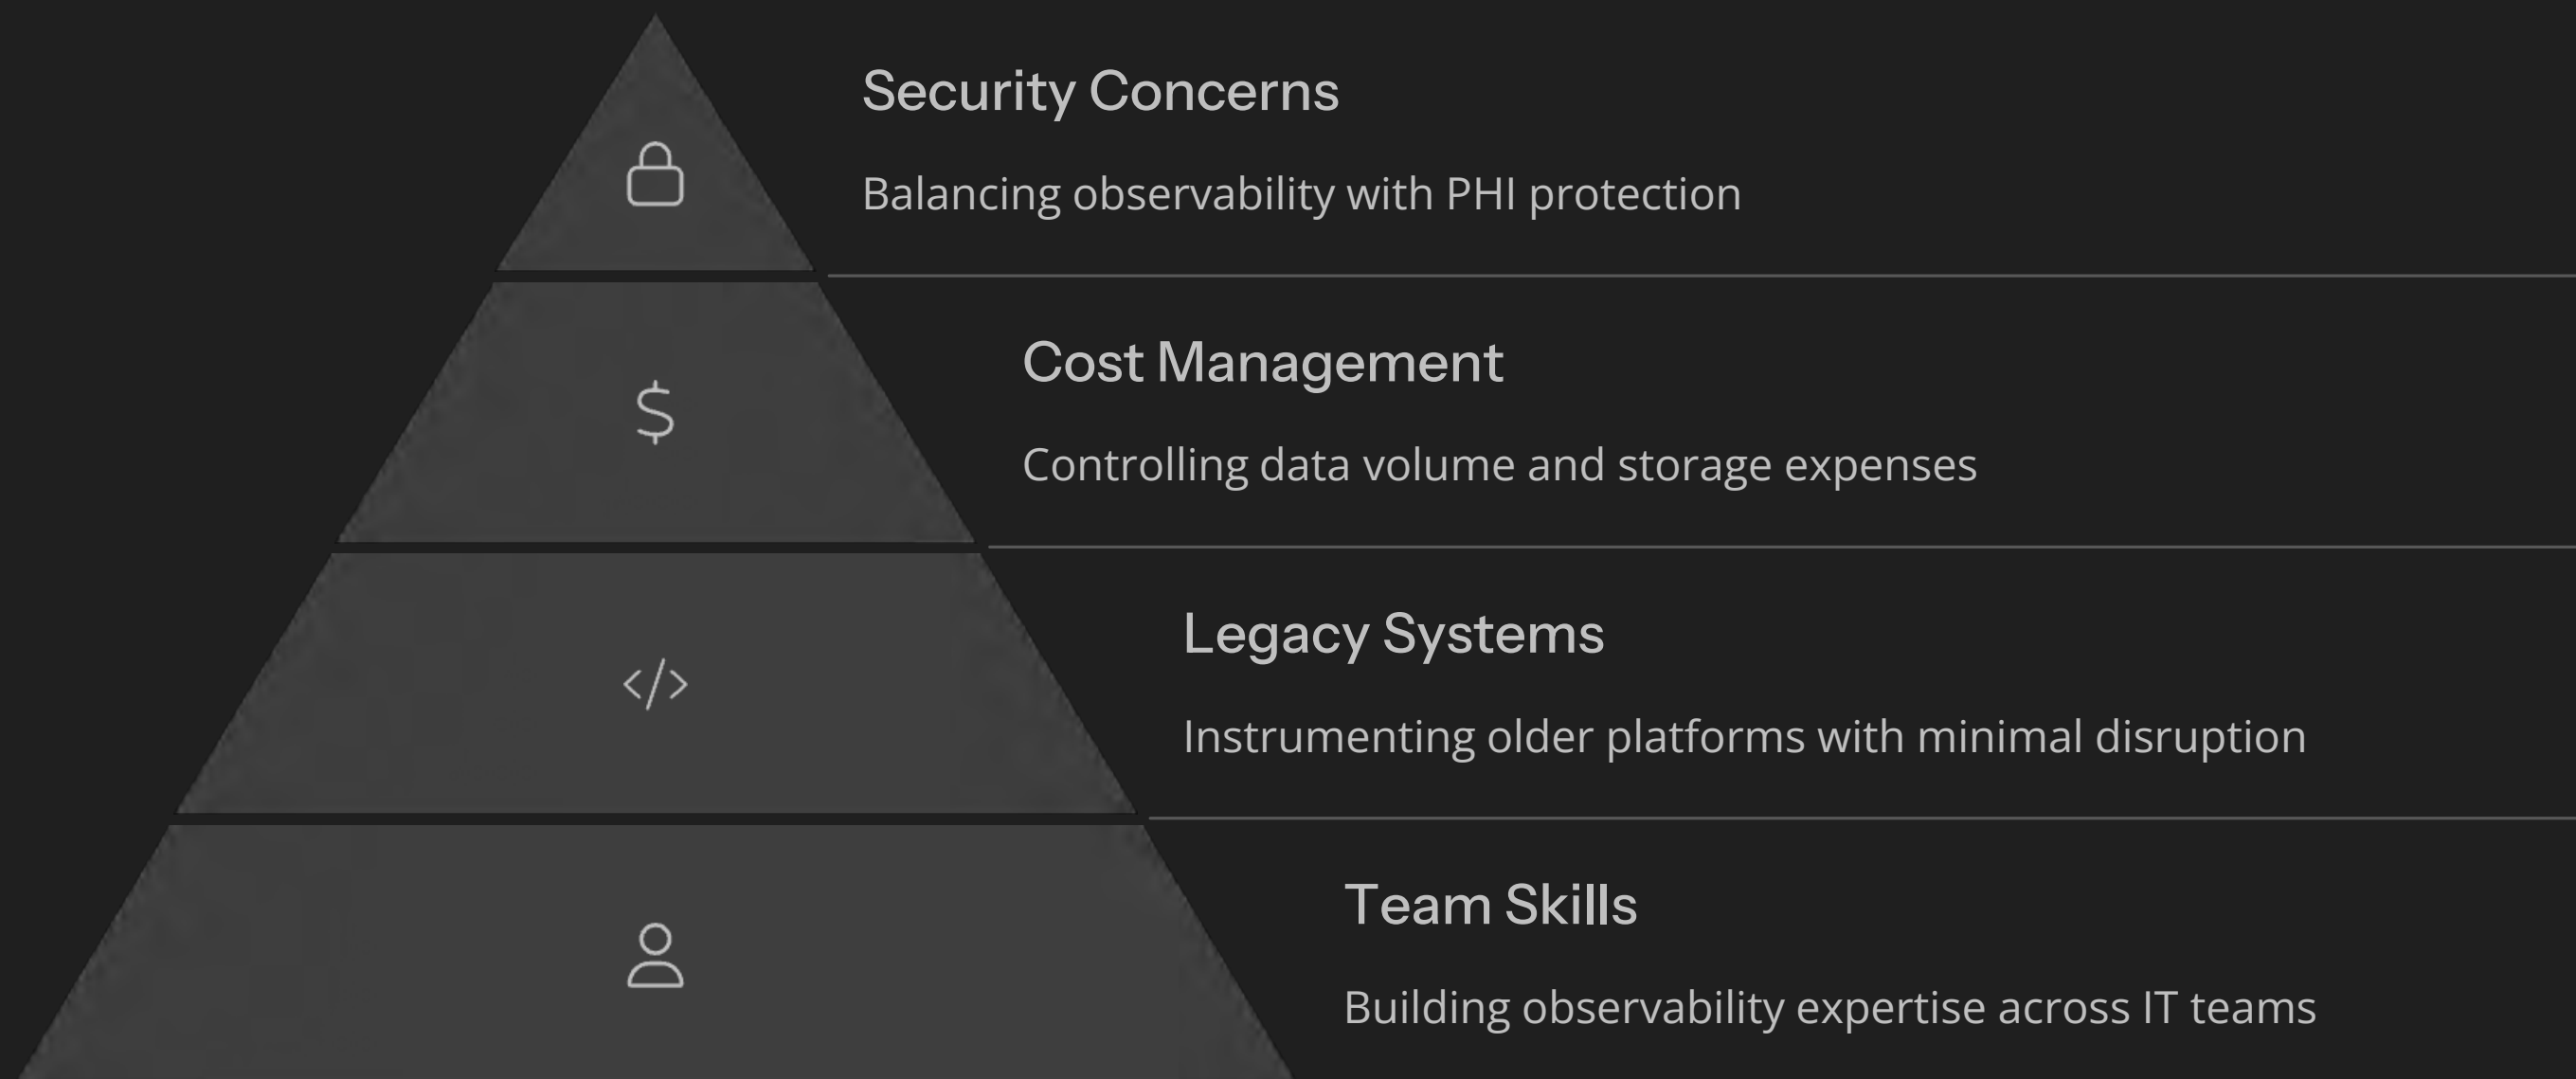 Security Concerns
Balancing observability with PHI protection
$
Cost Management
Controlling data volume and storage expenses
</>
Legacy Systems
Instrumenting older platforms with minimal disruption
Team Skills
Building observability expertise across IT teams